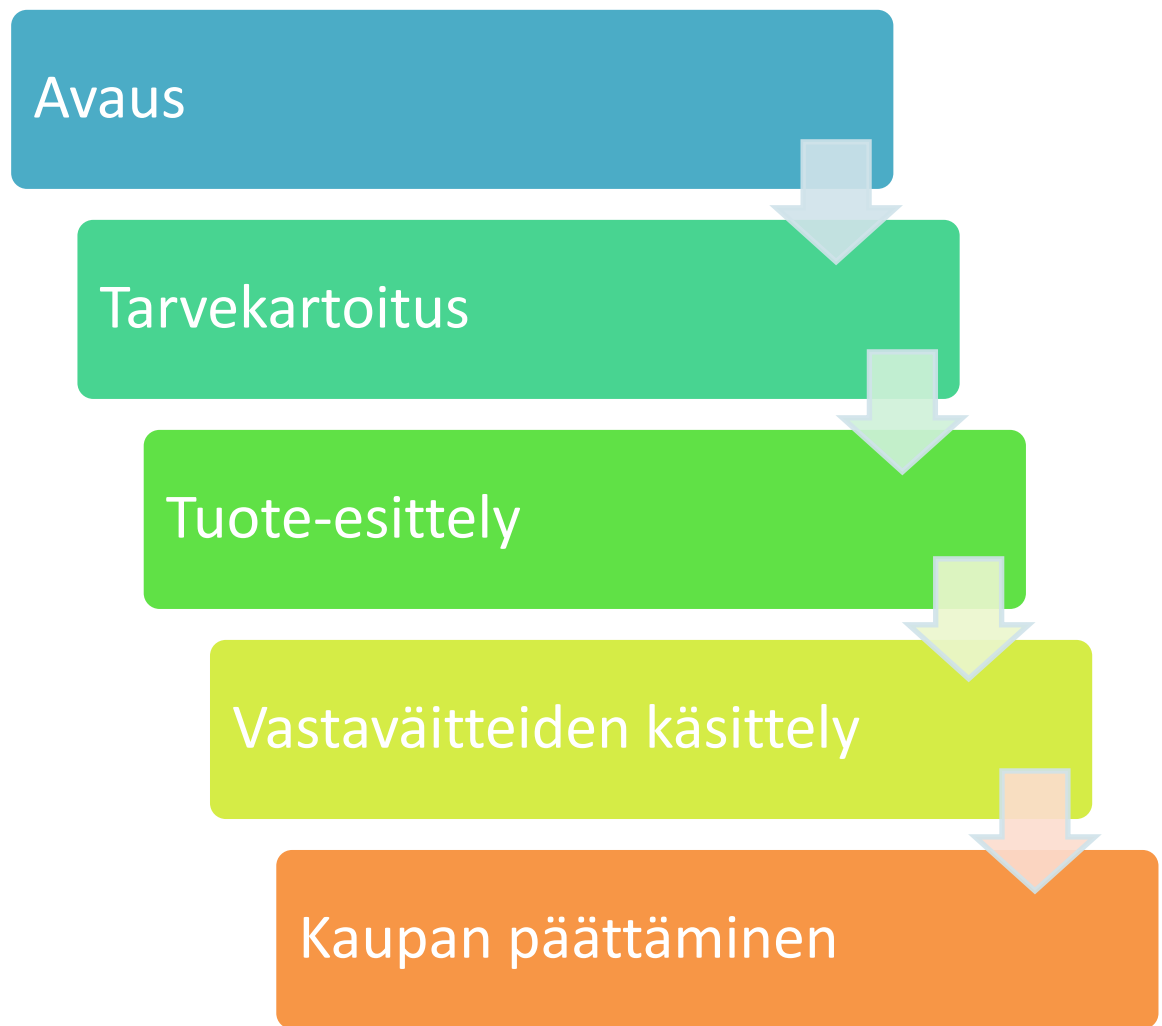 Avaus
Tarvekartoitus
Tuote-esittely
Vastaväitteiden käsittely
Kaupan päättäminen